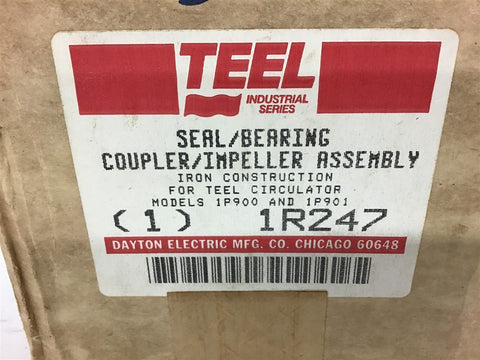 TEEL
INDUSTRIAL
SERIES
SEAL/BEARING
COUPLER/IMPELLER ASSEMBLY
IRON CONSTRUCTION
FOR TEEL CIRCULATOR
MODELS 1P900 AND 1P901
(1) 1R247
DAYTON ELECTRIC MFG. CO. CHICAGO 60648